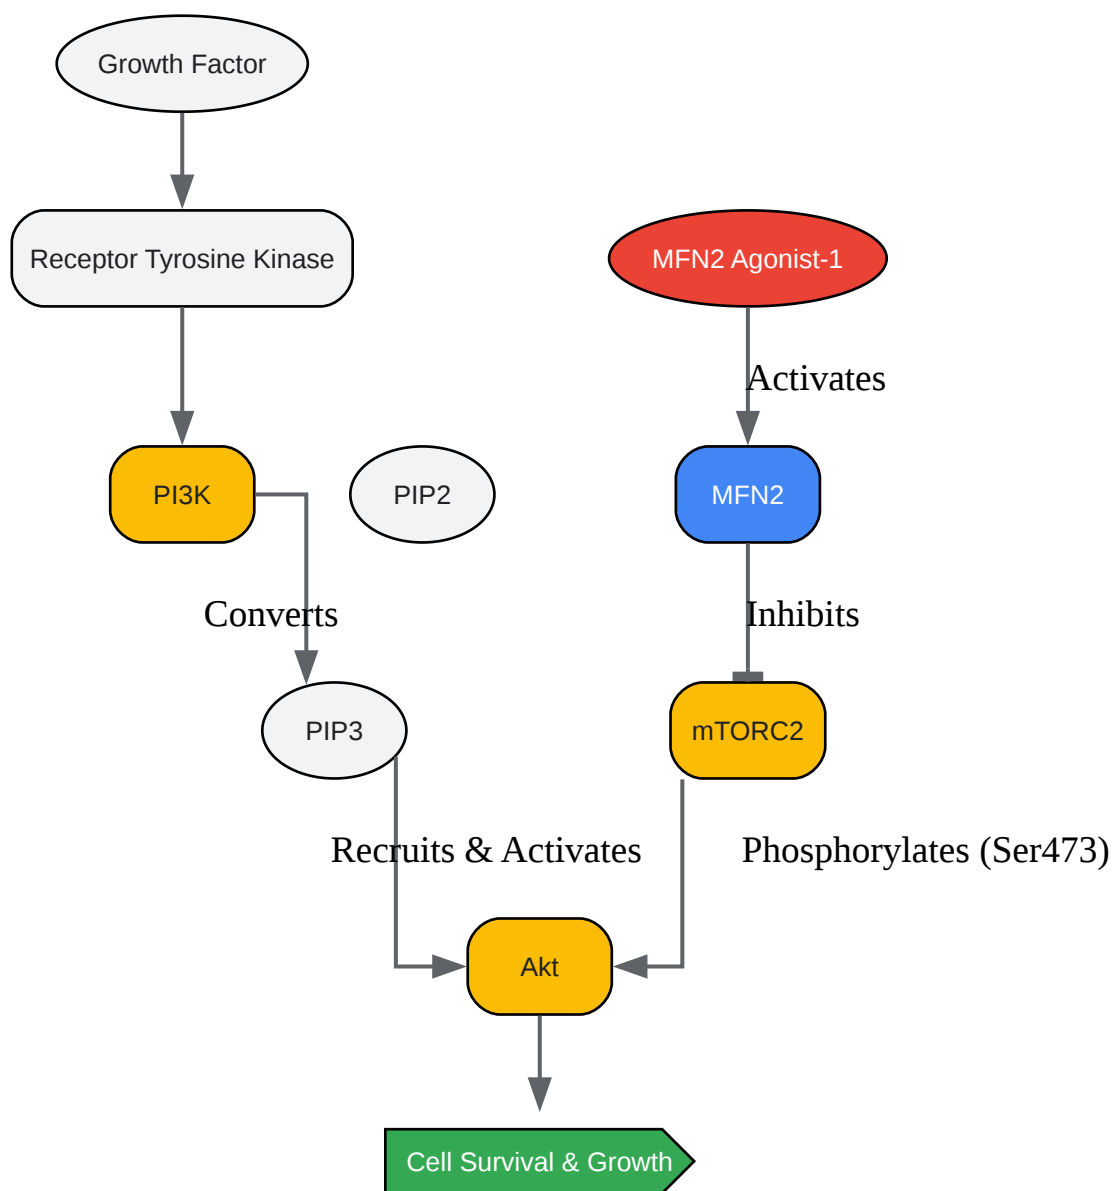 Growth Factor
Receptor Tyrosine Kinase
MFN2 Agonist-1
Activates
PI3K
PIP2
MFN2
Converts
Inhibits
PIP3
mTORC2
Recruits & Activates
Phosphorylates (Ser473)
Akt
Cell Survival & Growth